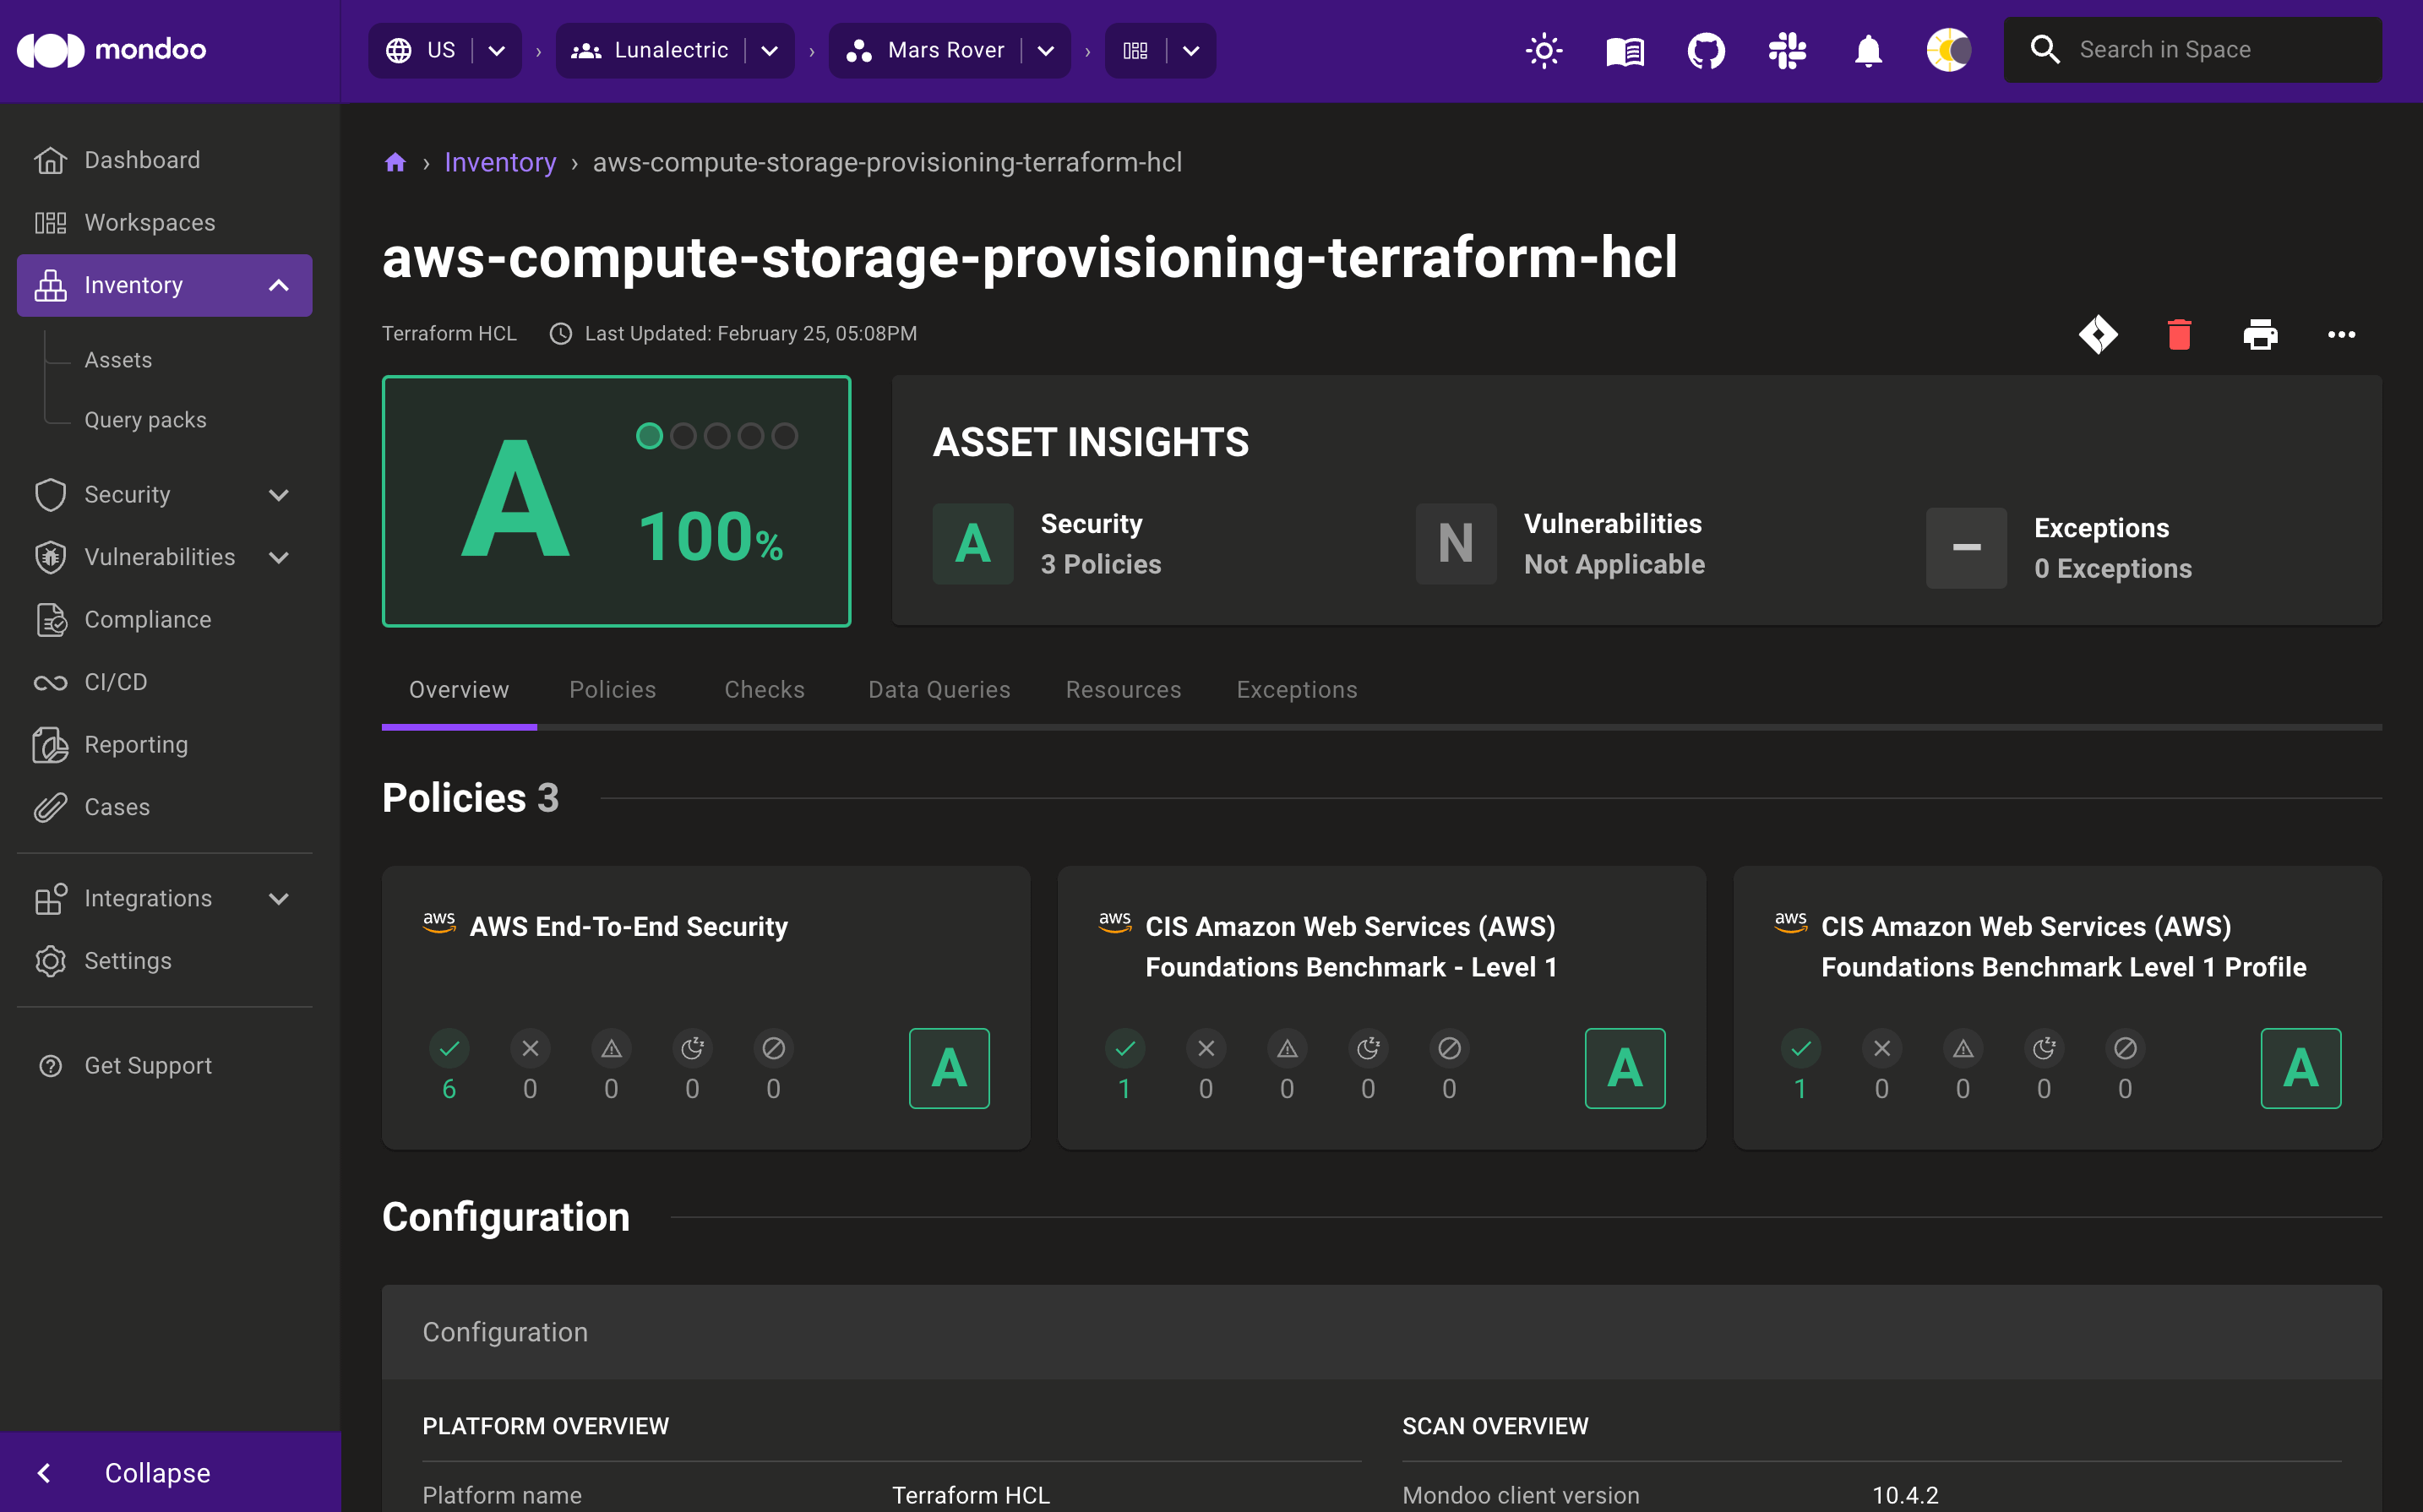 mondoo
US
Lunalectric
Mars Rover
Search in Space
Dashboard
Workspaces
Inventory
Assets
Query packs
Security
Vulnerabilities
Compliance
CI/CD
Reporting
Cases
Integrations
Settings
Get Support
Collapse
› Inventory › aws-compute-storage-provisioning-terraform-hcl
aws-compute-storage-provisioning-terraform-hcl
Terraform HCL Last Updated: February 25, 05:08PM
A
100%
ASSET INSIGHTS
A
Security
3 Policies
N
Vulnerabilities
Not Applicable
Exceptions
0 Exceptions
Overview Policies Checks Data Queries Resources Exceptions
Policies 3
aws AWS End-To-End Security
6 0 0 0 0
A
aws CIS Amazon Web Services (AWS)
Foundations Benchmark - Level 1
1 0 0 0 0
A
aws CIS Amazon Web Services (AWS)
Foundations Benchmark Level 1 Profile
1 0 0 0 0
A
Configuration
Configuration
PLATFORM OVERVIEW
Platform name Terraform HCL
SCAN OVERVIEW
Mondoo client version 10.4.2